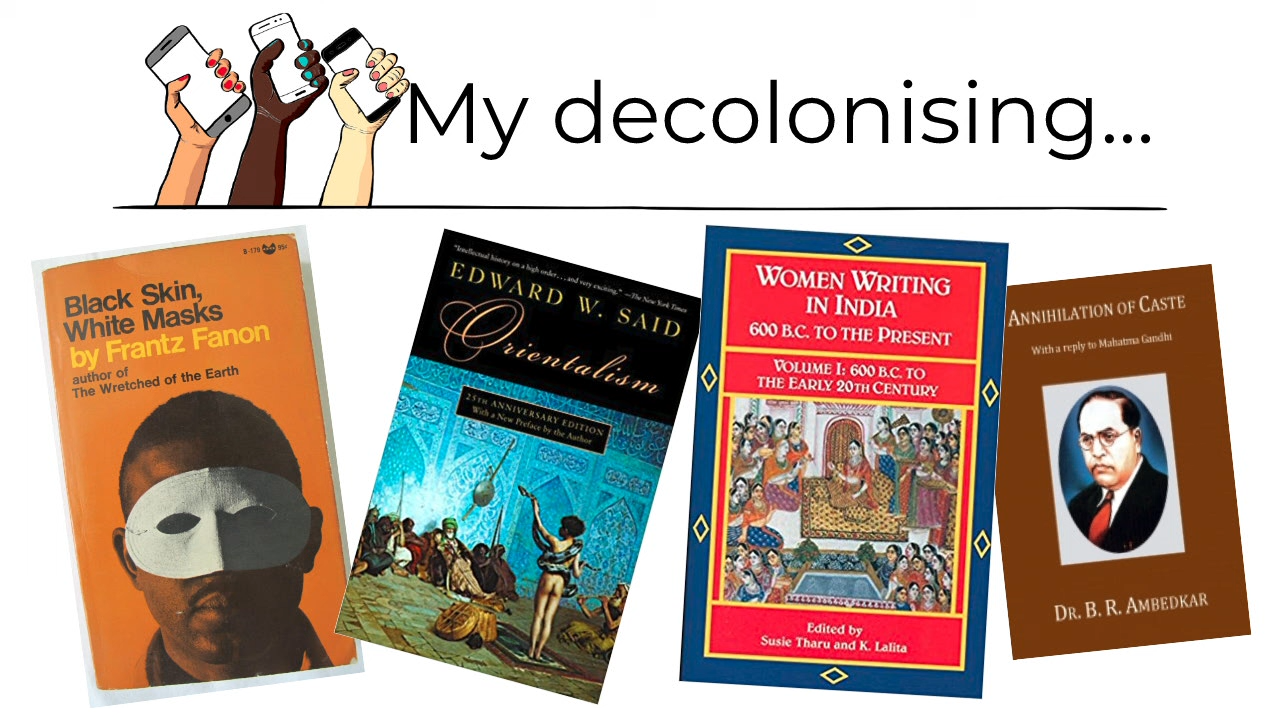 My decolonising...
B-179 95¢
Black Skin,
White Masks
by Frantz Fanon
author of
The Wretched of the Earth
"Intellectual history on a high order...and very exciting." —The New York Times
EDWARD W. SAID
Orientalism
25TH ANNIVERSARY EDITION
With a New Preface by the Author
WOMEN WRITING
IN INDIA
600 B.C. TO THE PRESENT
VOLUME I: 600 B.C. TO
THE EARLY 20TH CENTURY
Edited by
Susie Tharu and K. Lalita
ANNIHILATION OF CASTE
With a reply to Mahatma Gandhi
DR. B. R. AMBEDKAR